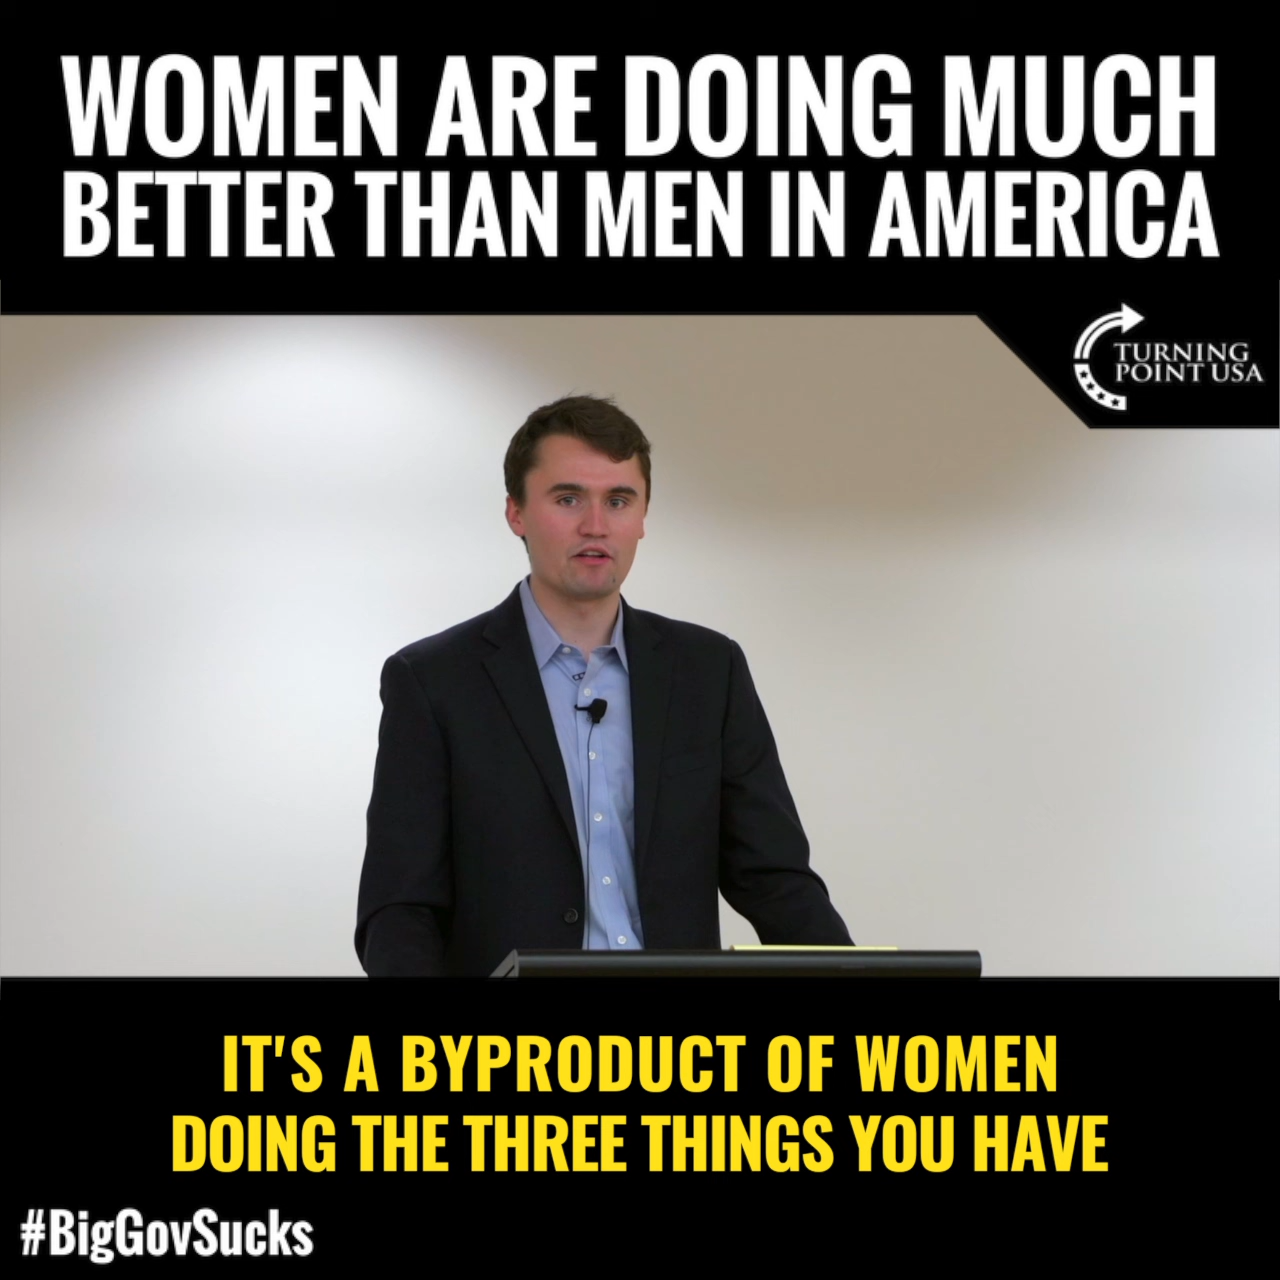 WOMEN ARE DOING MUCH
BETTER THAN MEN IN AMERICA
TURNING
POINT USA
IT'S A BYPRODUCT OF WOMEN
DOING THE THREE THINGS YOU HAVE
#BigGovSucks